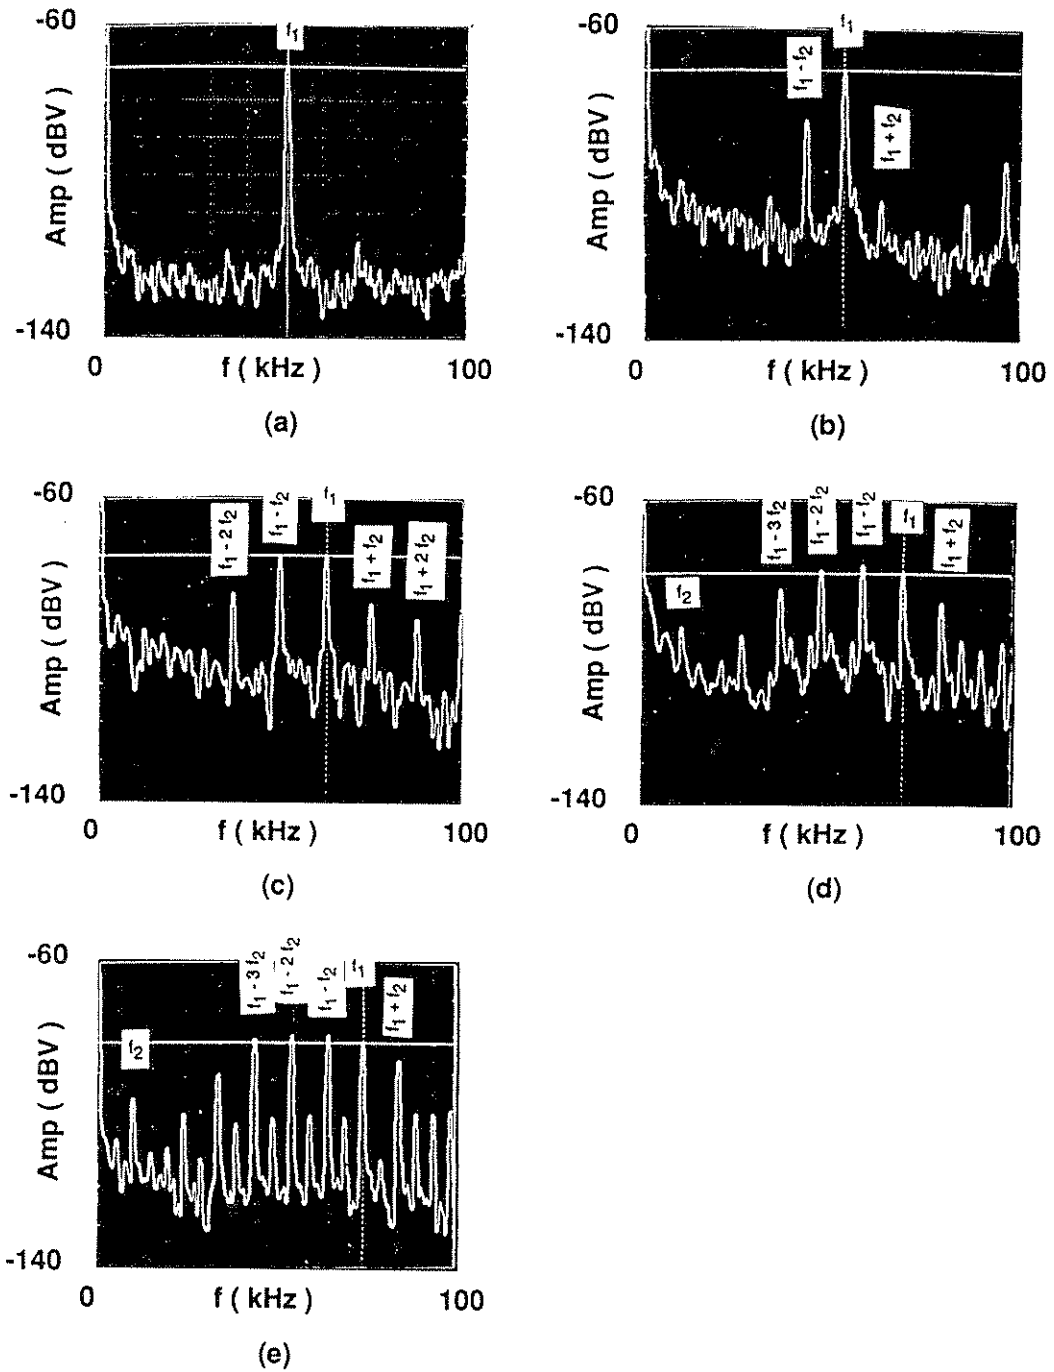 -60
f₁
Amp ( dBV )
-140
0
f ( kHz )
100
(a)
-60
f₁ - f₂
f₁
f₁ + f₂
Amp ( dBV )
-140
0
f ( kHz )
100
(b)
-60
f₁ - 2 f₂
f₁ - f₂
f₁
f₁ + f₂
f₁ + 2 f₂
Amp ( dBV )
-140
0
f ( kHz )
100
(c)
-60
f₂
f₁ - 3 f₂
f₁ - 2 f₂
f₁ - f₂
f₁
f₁ + f₂
Amp ( dBV )
-140
0
f ( kHz )
100
(d)
-60
f₂
f₁ - 3 f₂
f₁ - 2 f₂
f₁ - f₂
f₁
f₁ + f₂
Amp ( dBV )
-140
0
f ( kHz )
100
(e)